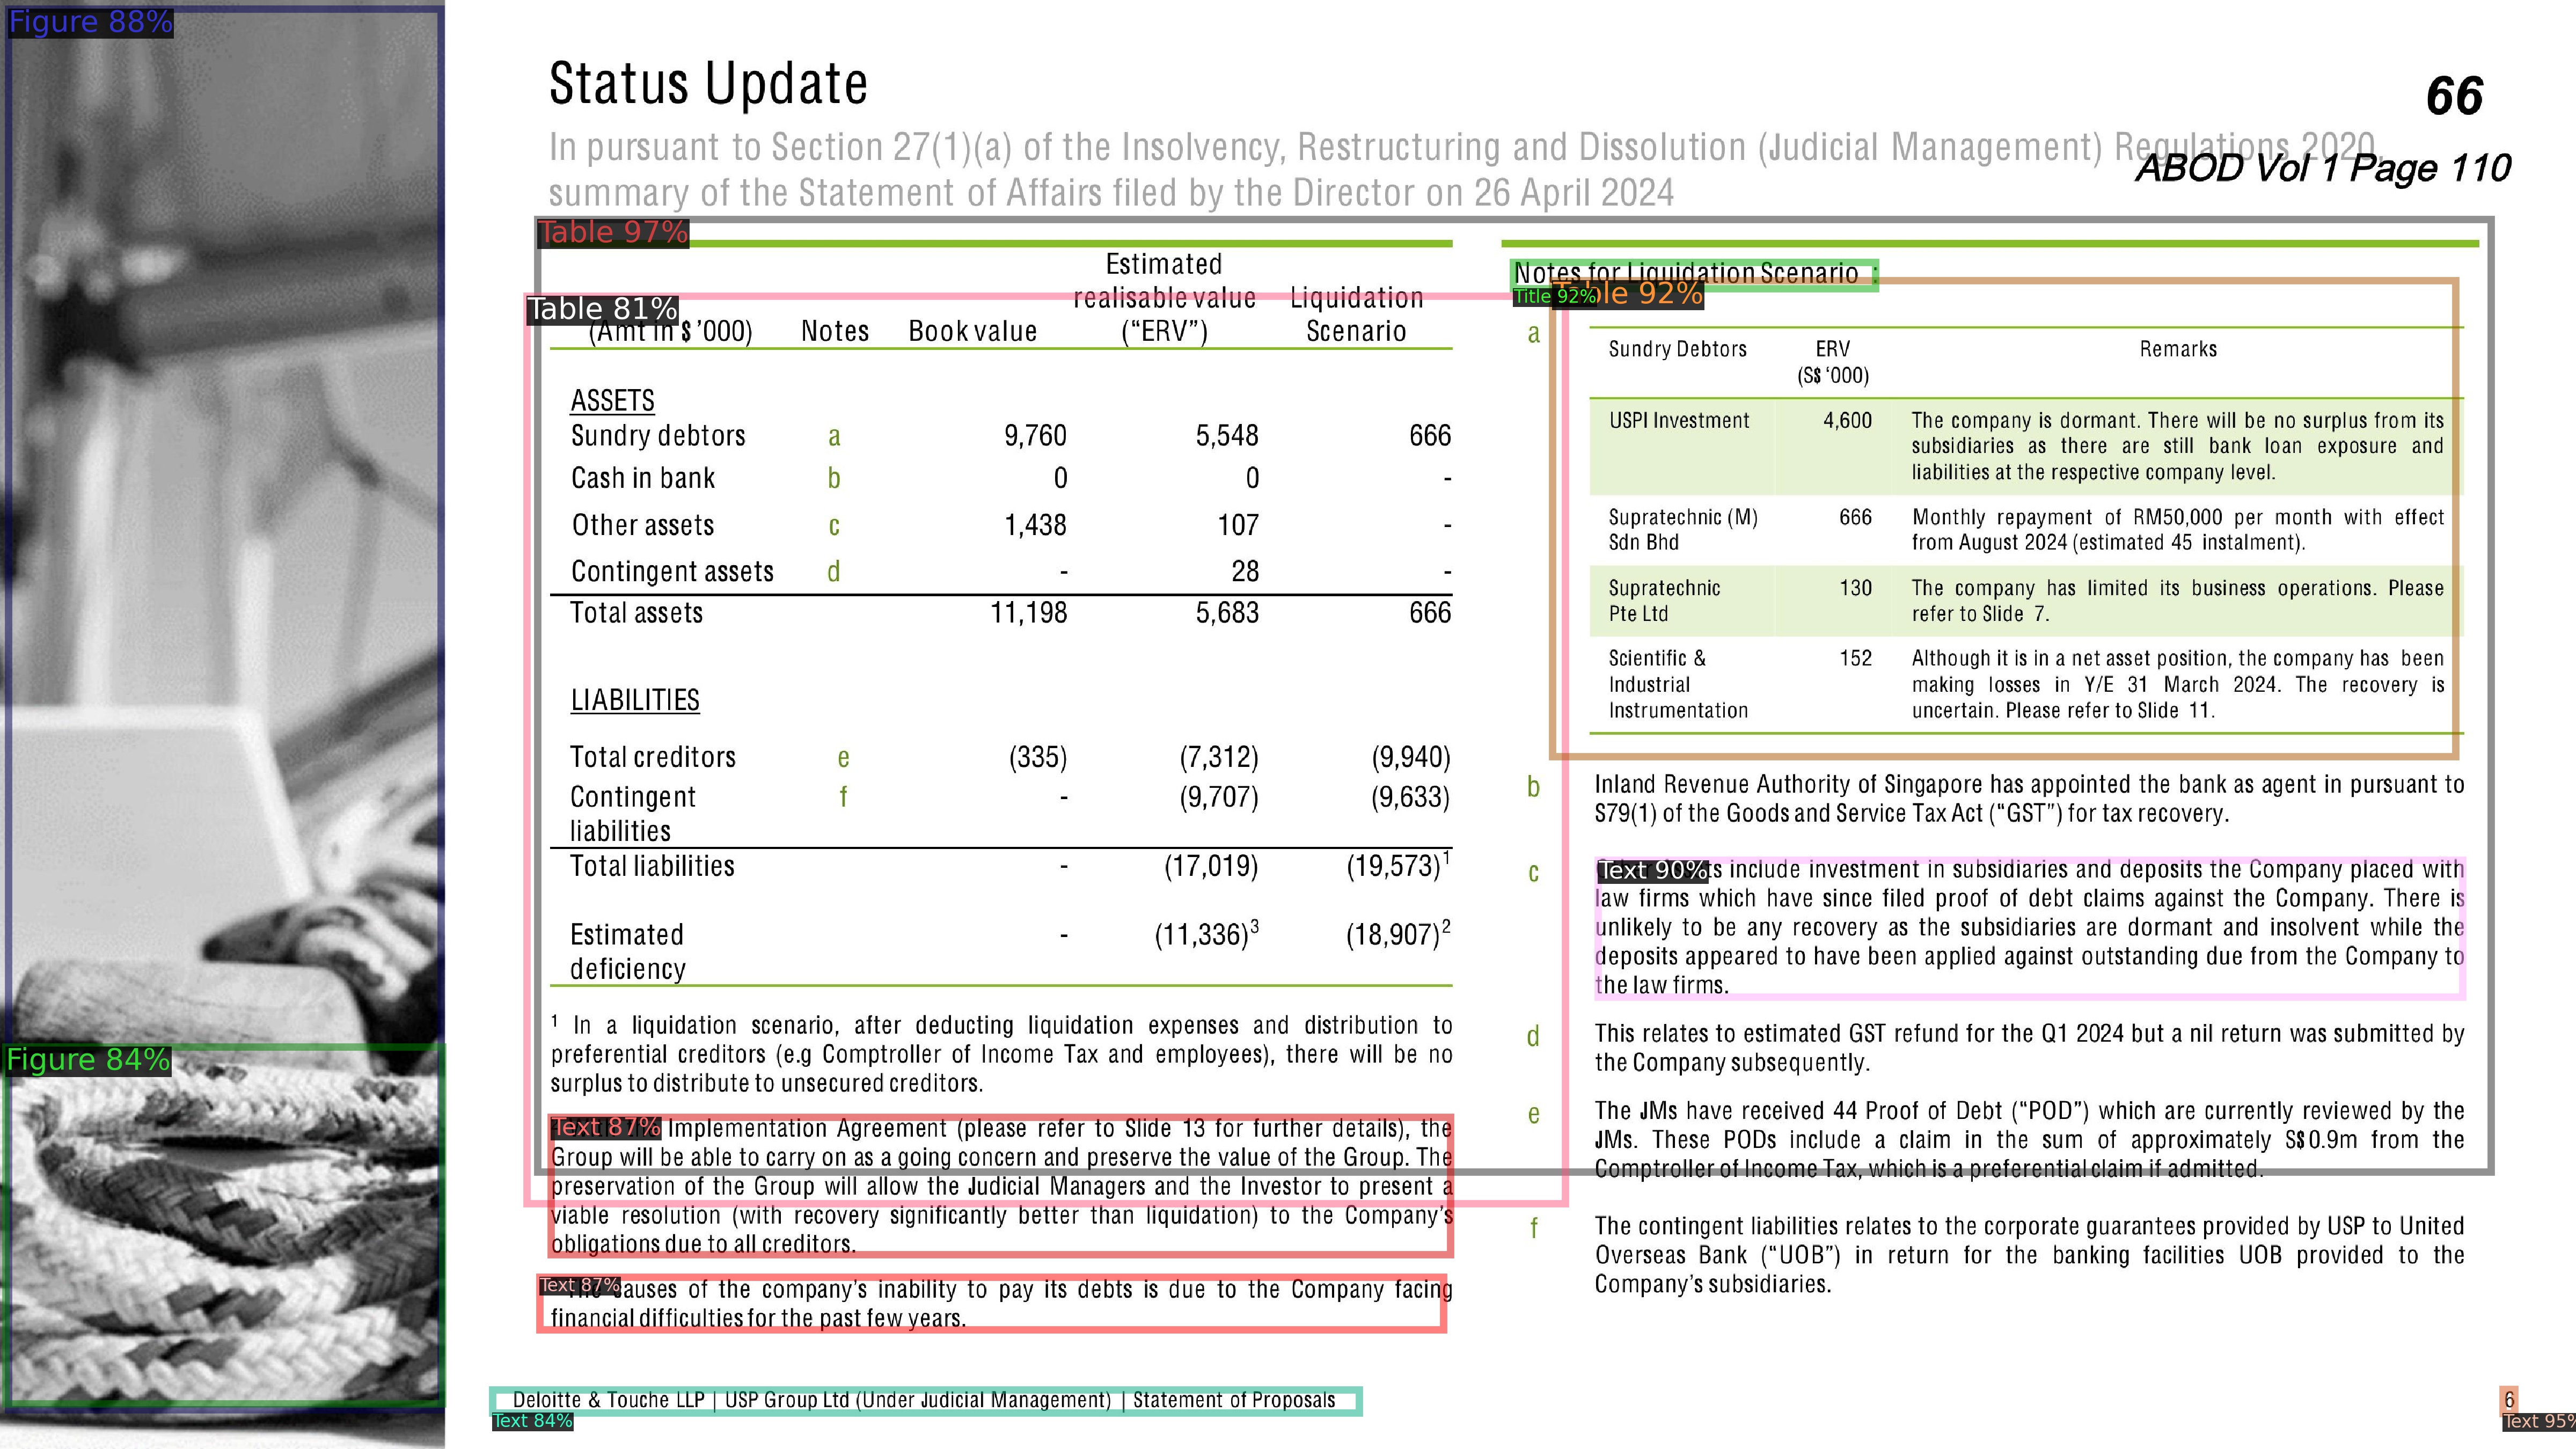 Figure 88%
Status Update
66
In pursuant to Section 27(1)(a) of the Insolvency, Restructuring and Dissolution (Judicial Management) Regulations 2020,
ABOD Vol 1 Page 110
summary of the Statement of Affairs filed by the Director on 26 April 2024
Table 97%
Table 81%
(Amt in $ '000) Notes Book value Estimated realisable value ("ERV") Liquidation Scenario
ASSETS
Sundry debtors a 9,760 5,548 666
Cash in bank b 0 0 -
Other assets c 1,438 107 -
Contingent assets d - 28 -
Total assets 11,198 5,683 666
LIABILITIES
Total creditors e (335) (7,312) (9,940)
Contingent liabilities f - (9,707) (9,633)
Total liabilities - (17,019) (19,573)1
Estimated deficiency - (11,336)3 (18,907)2
1 In a liquidation scenario, after deducting liquidation expenses and distribution to
preferential creditors (e.g Comptroller of Income Tax and employees), there will be no
surplus to distribute to unsecured creditors.
Text 87%
Implementation Agreement (please refer to Slide 13 for further details), the
Group will be able to carry on as a going concern and preserve the value of the Group. The
preservation of the Group will allow the Judicial Managers and the Investor to present a
viable resolution (with recovery significantly better than liquidation) to the Company's
obligations due to all creditors.
Text 87%
causes of the company's inability to pay its debts is due to the Company facing
financial difficulties for the past few years.
Notes for Liquidation Scenario :
Title 92%
92%
a
Sundry Debtors ERV (S$ '000) Remarks
USPI Investment 4,600 The company is dormant. There will be no surplus from its
subsidiaries as there are still bank loan exposure and
liabilities at the respective company level.
Supratechnic (M) 666 Monthly repayment of RM50,000 per month with effect
Sdn Bhd from August 2024 (estimated 45 instalment).
Supratechnic 130 The company has limited its business operations. Please
Pte Ltd refer to Slide 7.
Scientific & 152 Although it is in a net asset position, the company has been
Industrial making losses in Y/E 31 March 2024. The recovery is
Instrumentation uncertain. Please refer to Slide 11.
b Inland Revenue Authority of Singapore has appointed the bank as agent in pursuant to
S79(1) of the Goods and Service Tax Act ("GST") for tax recovery.
Text 90%
c include investment in subsidiaries and deposits the Company placed with
law firms which have since filed proof of debt claims against the Company. There is
unlikely to be any recovery as the subsidiaries are dormant and insolvent while the
deposits appeared to have been applied against outstanding due from the Company to
the law firms.
d This relates to estimated GST refund for the Q1 2024 but a nil return was submitted by
the Company subsequently.
e The JMs have received 44 Proof of Debt ("POD") which are currently reviewed by the
JMs. These PODs include a claim in the sum of approximately S$0.9m from the
Comptroller of Income Tax, which is a preferential claim if admitted.
f The contingent liabilities relates to the corporate guarantees provided by USP to United
Overseas Bank ("UOB") in return for the banking facilities UOB provided to the
Company's subsidiaries.
Figure 84%
Deloitte & Touche LLP | USP Group Ltd (Under Judicial Management) | Statement of Proposals
Text 84%
6
Text 95%